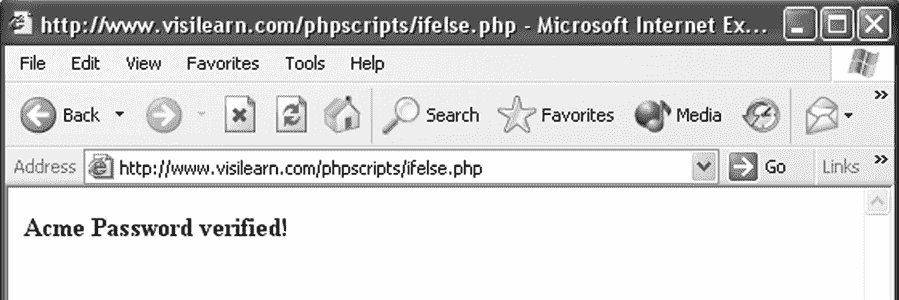 http://www.visilearn.com/phpscripts/ifelse.php - Microsoft Internet Ex...
File Edit View Favorites Tools Help
Back Search Favorites Media »
Address http://www.visilearn.com/phpscripts/ifelse.php Go Links »
Acme Password verified!